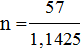 n = 57
1,1425